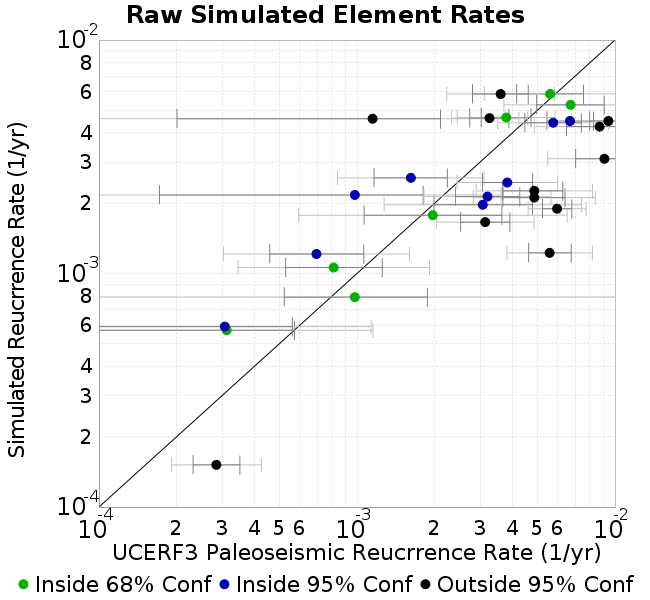 Raw Simulated Element Rates
10-2
8
6
4
3
2
10-3
8
6
4
3
2
10-4
10-4 2 3 4 5 6 10-3 2 3 4 5 6 10-2
Simulated Reucrrence Rate (1/yr)
UCERF3 Paleoseismic Reucrrence Rate (1/yr)
Inside 68% Conf Inside 95% Conf Outside 95% Conf